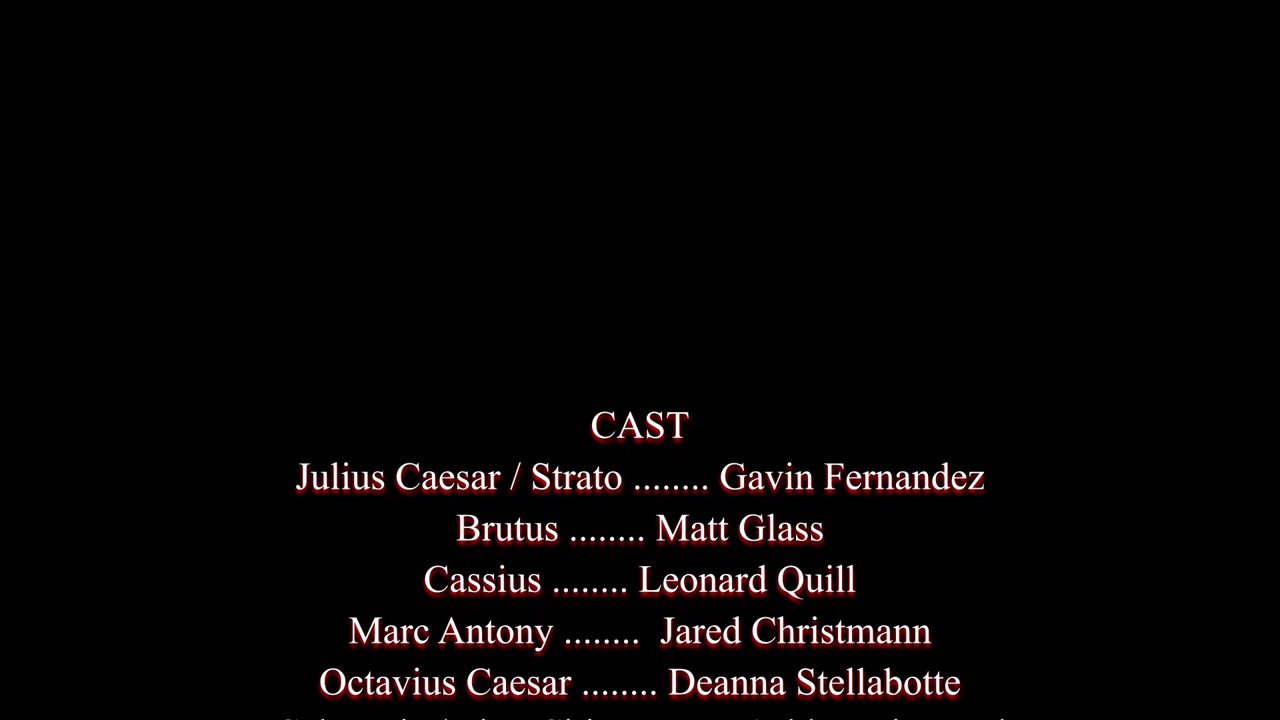 CAST
Julius Caesar / Strato ........ Gavin Fernandez
Brutus ........ Matt Glass
Cassius ........ Leonard Quill
Marc Antony ........  Jared Christmann
Octavius Caesar ........ Deanna Stellabotte